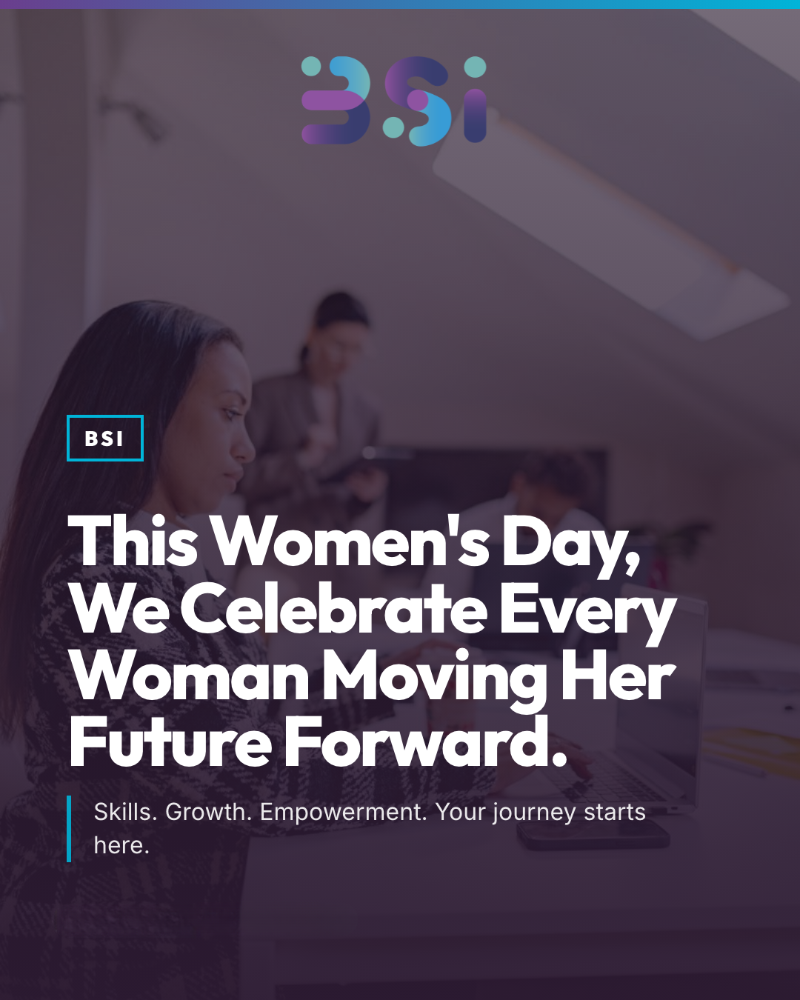 BSi
BSI
This Women's Day,
We Celebrate Every
Woman Moving Her
Future Forward.
Skills. Growth. Empowerment. Your journey starts
here.